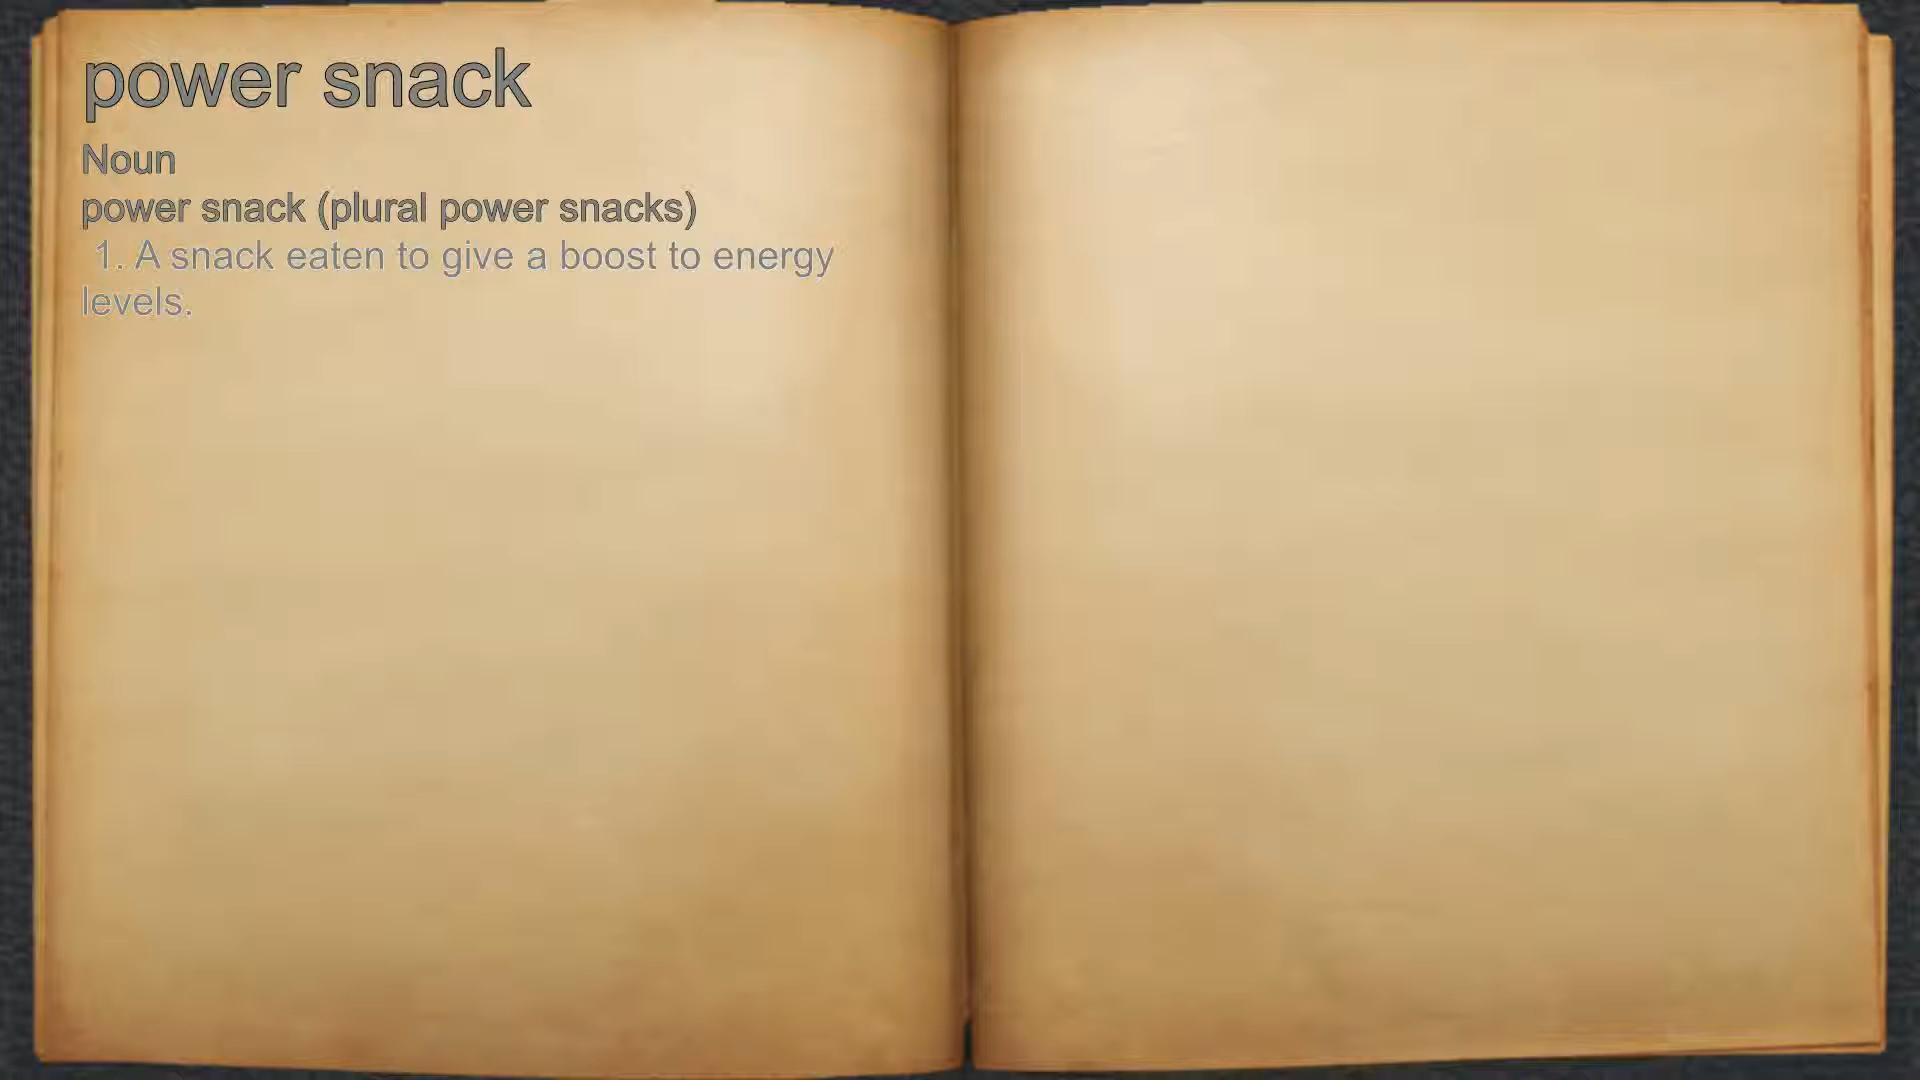 power snack
Noun
power snack (plural power snacks)
1. A snack eaten to give a boost to energy
levels.